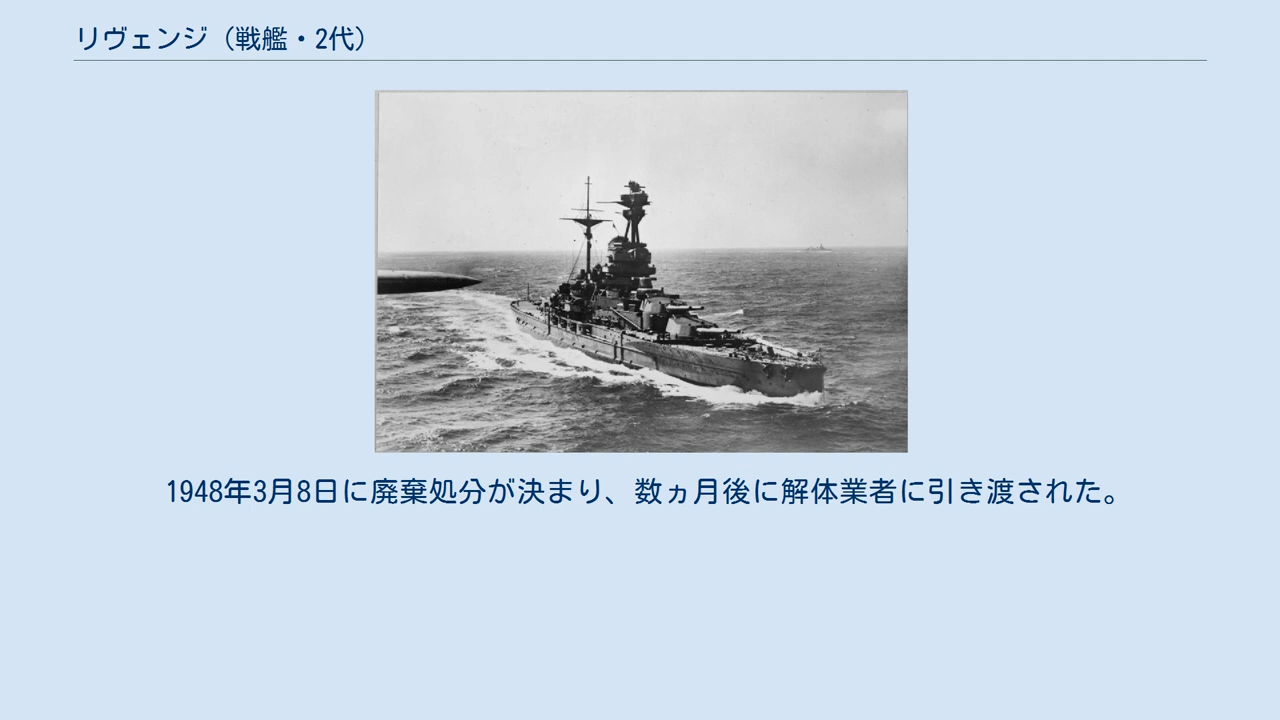 リヴェンジ（戦艦・2代）
1948年3月8日に廃棄処分が決まり、数ヵ月後に解体業者に引き渡された。